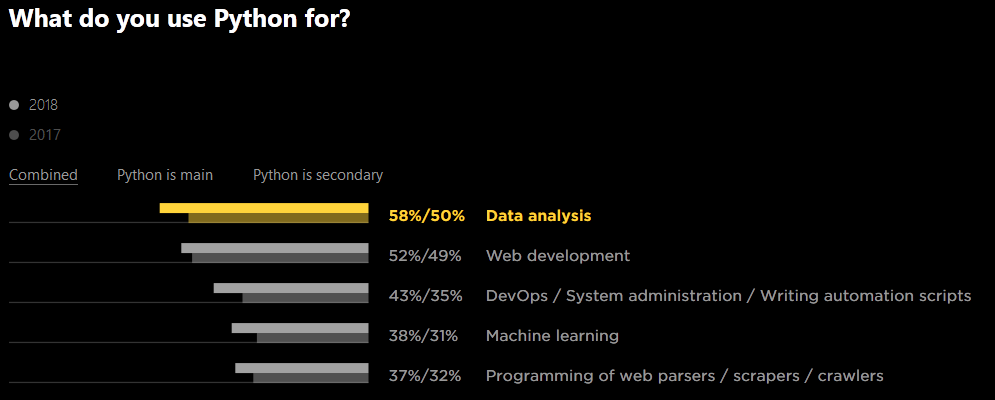 What do you use Python for?
2018
2017
Combined Python is main Python is secondary
58%/50% Data analysis
52%/49% Web development
43%/35% DevOps / System administration / Writing automation scripts
38%/31% Machine learning
37%/32% Programming of web parsers / scrapers / crawlers